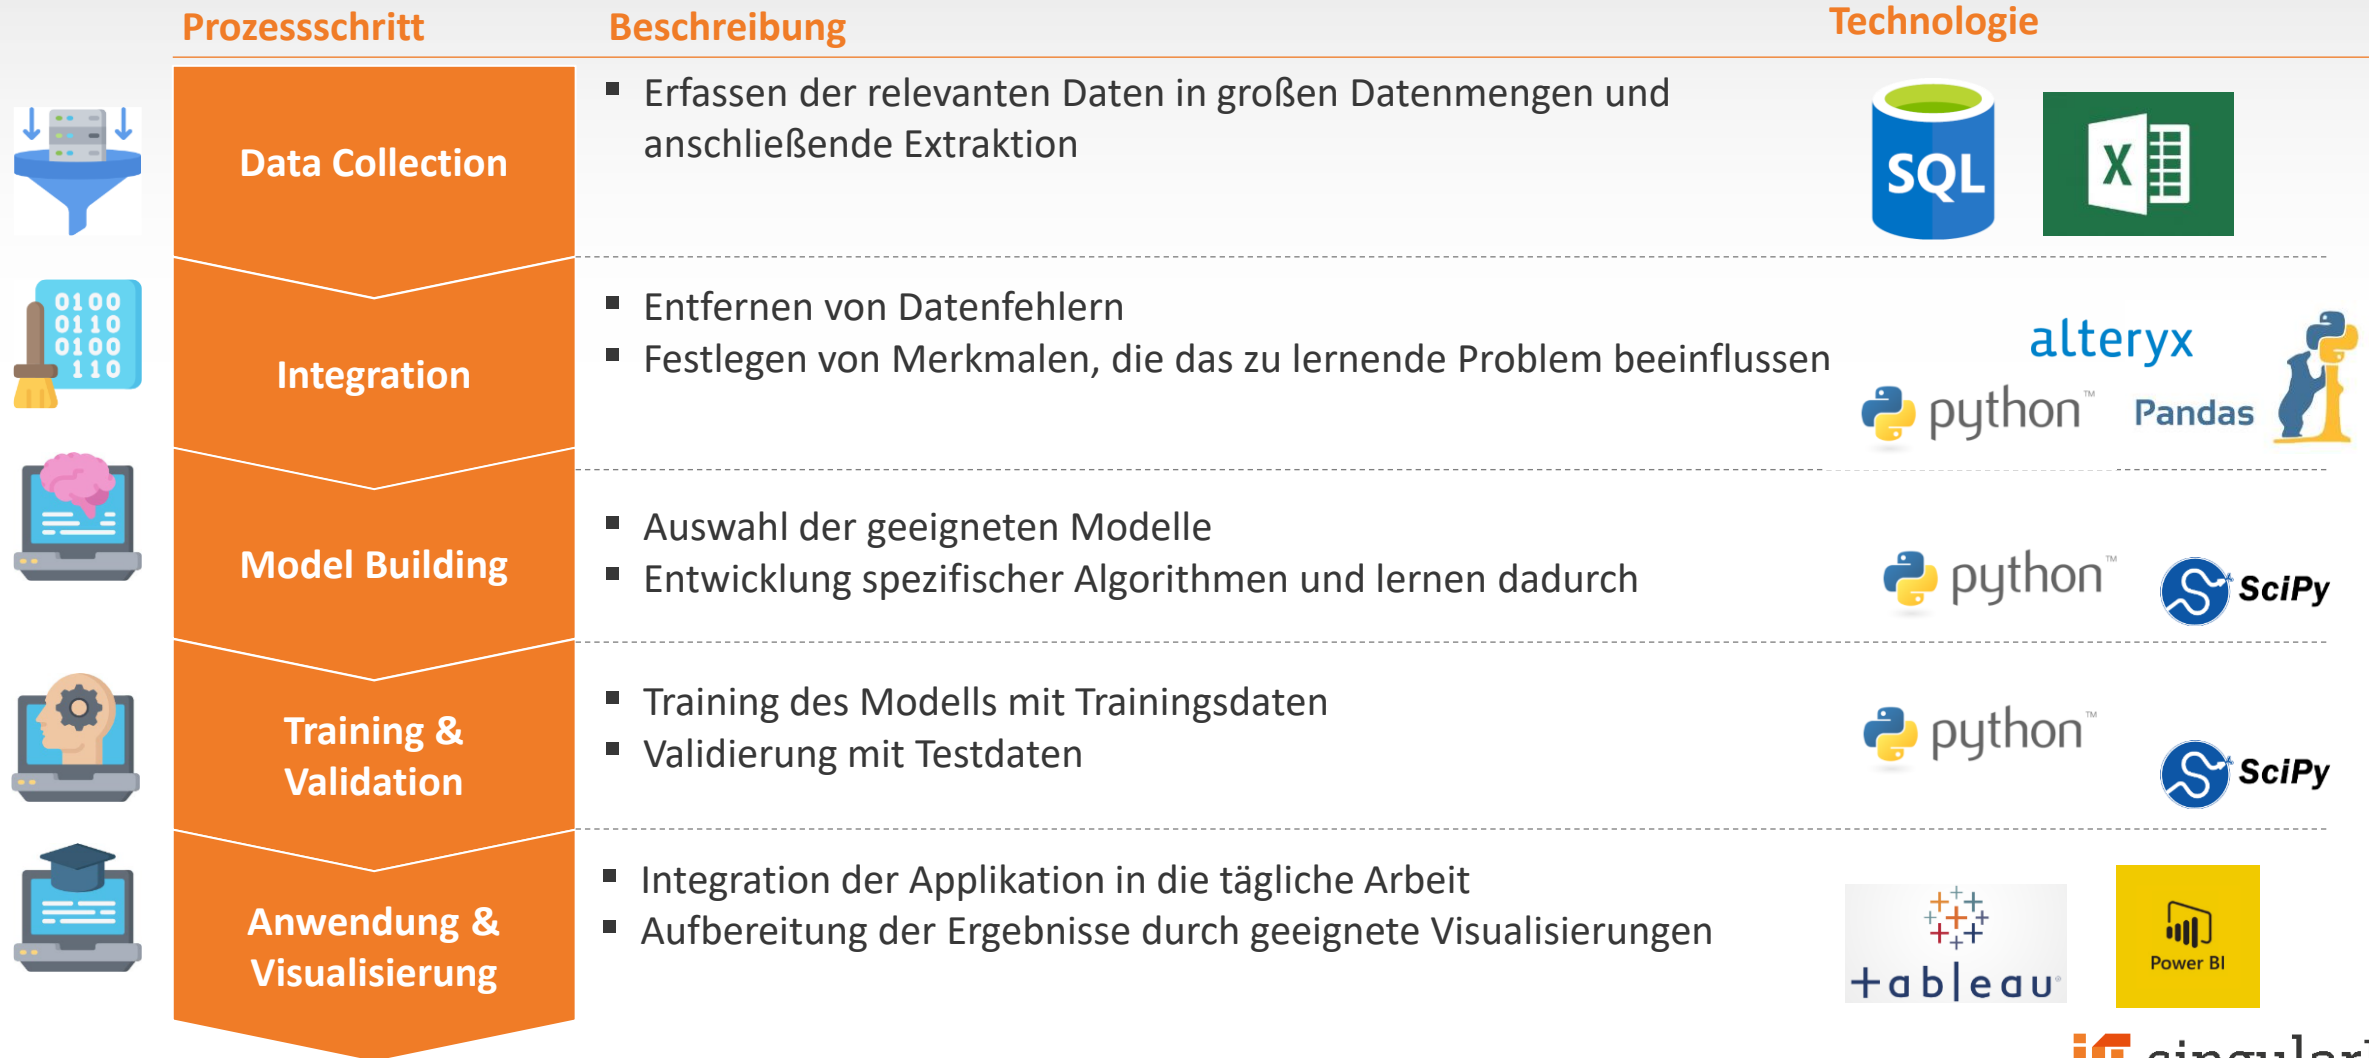 Prozessschritt
Beschreibung
Technologie
Data Collection
Erfassen der relevanten Daten in großen Datenmengen und
anschließende Extraktion
SQL
X
0100
0110
0100
110
Integration
Entfernen von Datenfehlern
Festlegen von Merkmalen, die das zu lernende Problem beeinflussen
alteryx
python™
Pandas
Model Building
Auswahl der geeigneten Modelle
Entwicklung spezifischer Algorithmen und lernen dadurch
python™
SciPy
Training &
Validation
Training des Modells mit Trainingsdaten
Validierung mit Testdaten
python™
SciPy
Anwendung &
Visualisierung
Integration der Applikation in die tägliche Arbeit
Aufbereitung der Ergebnisse durch geeignete Visualisierungen
+ableau
Power BI